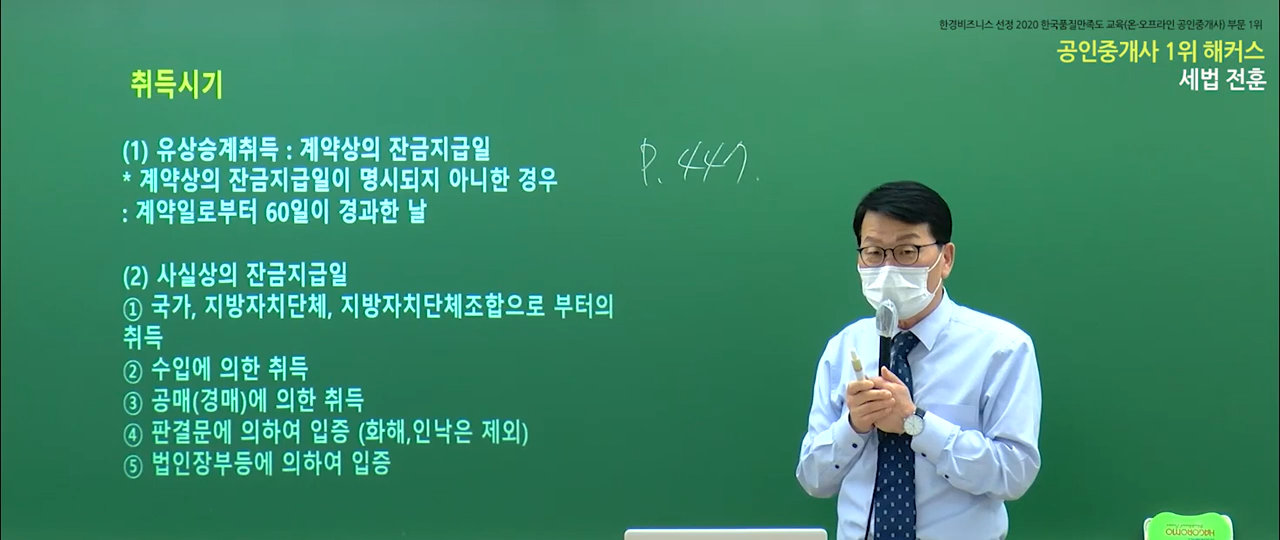 한경비즈니스 선정 2020 한국품질만족도 교육(온·오프라인 공인중개사) 부문 1위
공인중개사 1위 해커스
세법 전훈
취득시기
(1) 유상승계취득 : 계약상의 잔금지급일
* 계약상의 잔금지급일이 명시되지 아니한 경우
: 계약일로부터 60일이 경과한 날
P. 447.
(2) 사실상의 잔금지급일
① 국가, 지방자치단체, 지방자치단체조합으로 부터의
취득
② 수입에 의한 취득
③ 공매(경매)에 의한 취득
④ 판결문에 의하여 입증 (화해,인낙은 제외)
⑤ 법인장부등에 의하여 입증
HAGOROMO